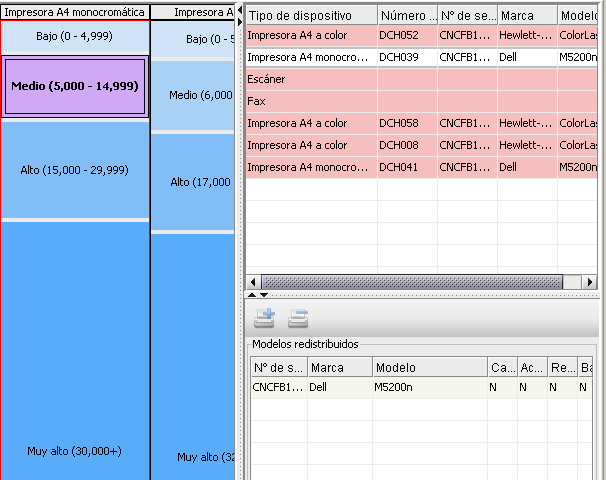 Impresora A4 monocromática
Impresora A
Bajo (0 - 4,999)
Bajo (0 - 5
Medio (5,000 - 14,999)
Medio (6,000
Alto (15,000 - 29,999)
Alto (17,000
Muy alto (30,000+)
Muy alto (32
Tipo de dispositivo Número ... Nº de se... Marca Modelo
Impresora A4 a color DCH052 CNCFB1... Hewlett-... ColorLas
Impresora A4 monocro... DCH039 CNCFB1... Dell M5200n
Escáner
Fax
Impresora A4 a color DCH058 CNCFB1... Hewlett-... ColorLas
Impresora A4 a color DCH008 CNCFB1... Hewlett-... ColorLas
Impresora A4 monocro... DCH041 CNCFB1... Dell M5200n
Modelos redistribuidos
Nº de s... Marca Modelo Ca... Ac... Re... Ba
CNCFB1... Dell M5200n N N N N